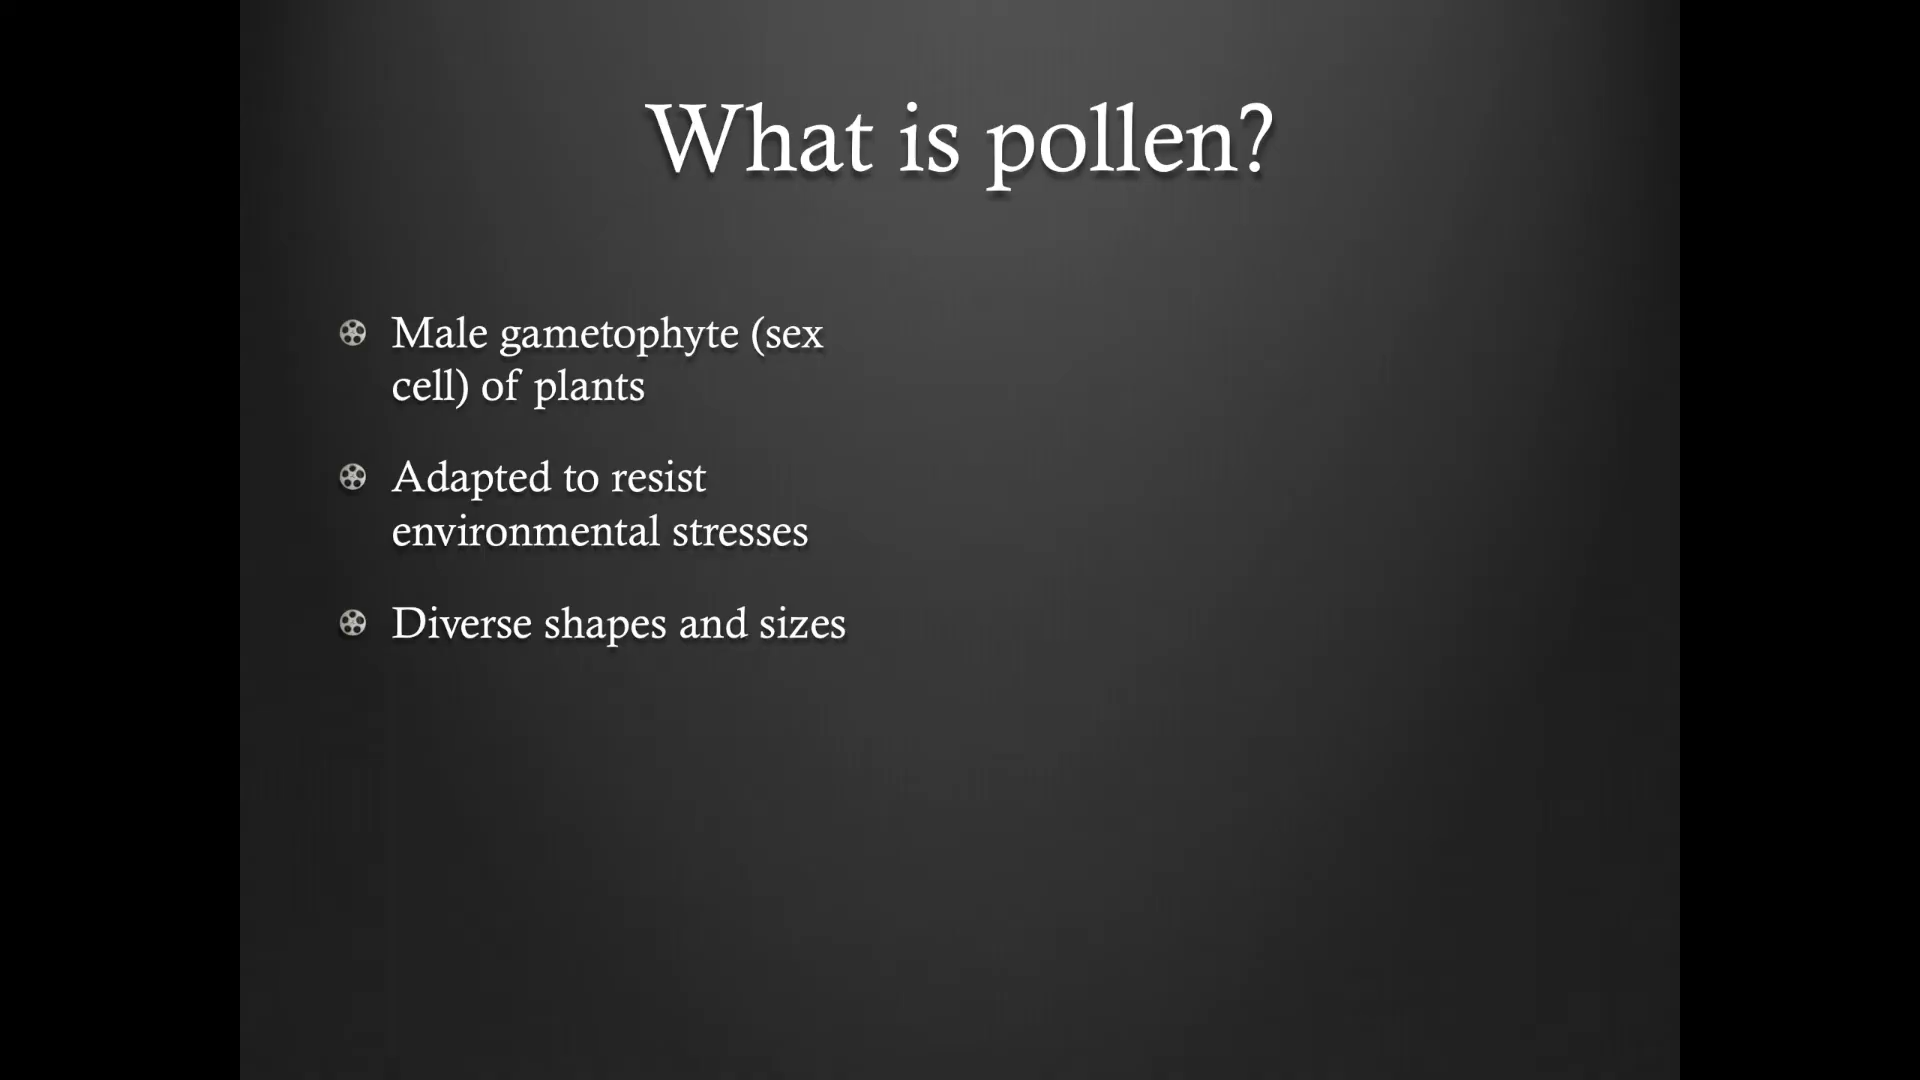 What is pollen?
Male gametophyte (sex
cell) of plants
Adapted to resist
environmental stresses
Diverse shapes and sizes